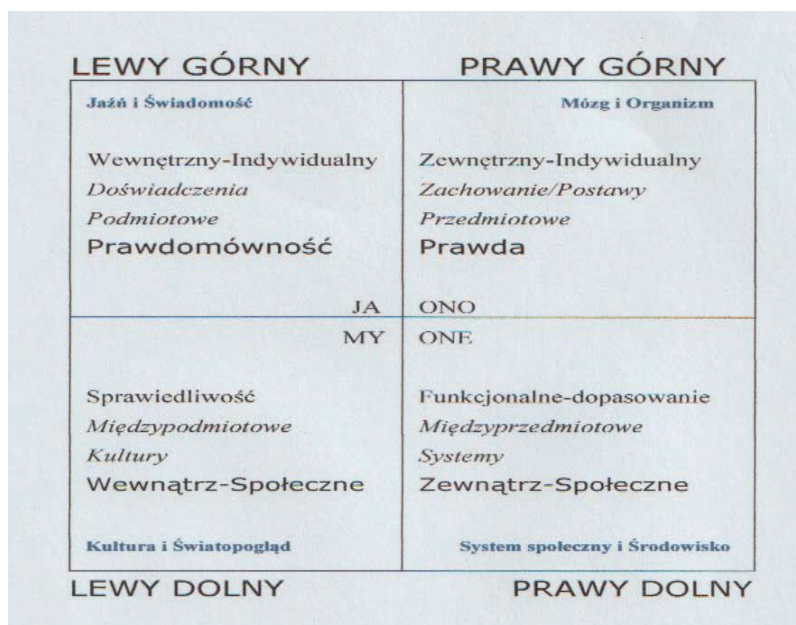 LEWY GÓRNY
PRAWY GÓRNY
Jaźń i Świadomość
Wewnętrzny-Indywidualny
Doświadczenia
Podmiotowe
Prawdomówność
JA
Mózg i Organizm
Zewnętrzny-Indywidualny
Zachowanie/Postawy
Przedmiotowe
Prawda
ONO
MY
Sprawiedliwość
Międzypodmiotowe
Kultury
Wewnątrz-Społeczne
Kultura i Światopogląd
ONE
Funkcjonalne-dopasowanie
Międzyprzedmiotowe
Systemy
Zewnątrz-Społeczne
System społeczny i Środowisko
LEWY DOLNY
PRAWY DOLNY